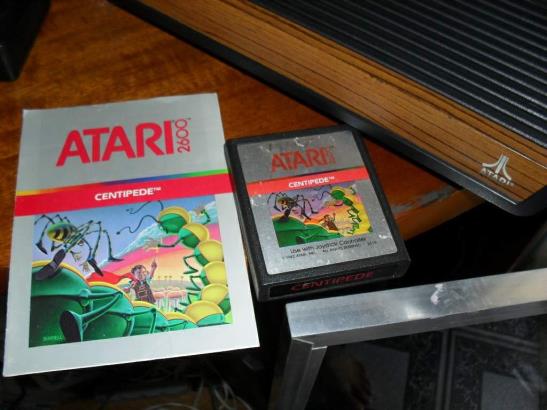 ATARI 2600
CENTIPEDE™
ATARI
CENTIPEDE™
Use with Joystick Controller
CENTIPEDE
ATARI